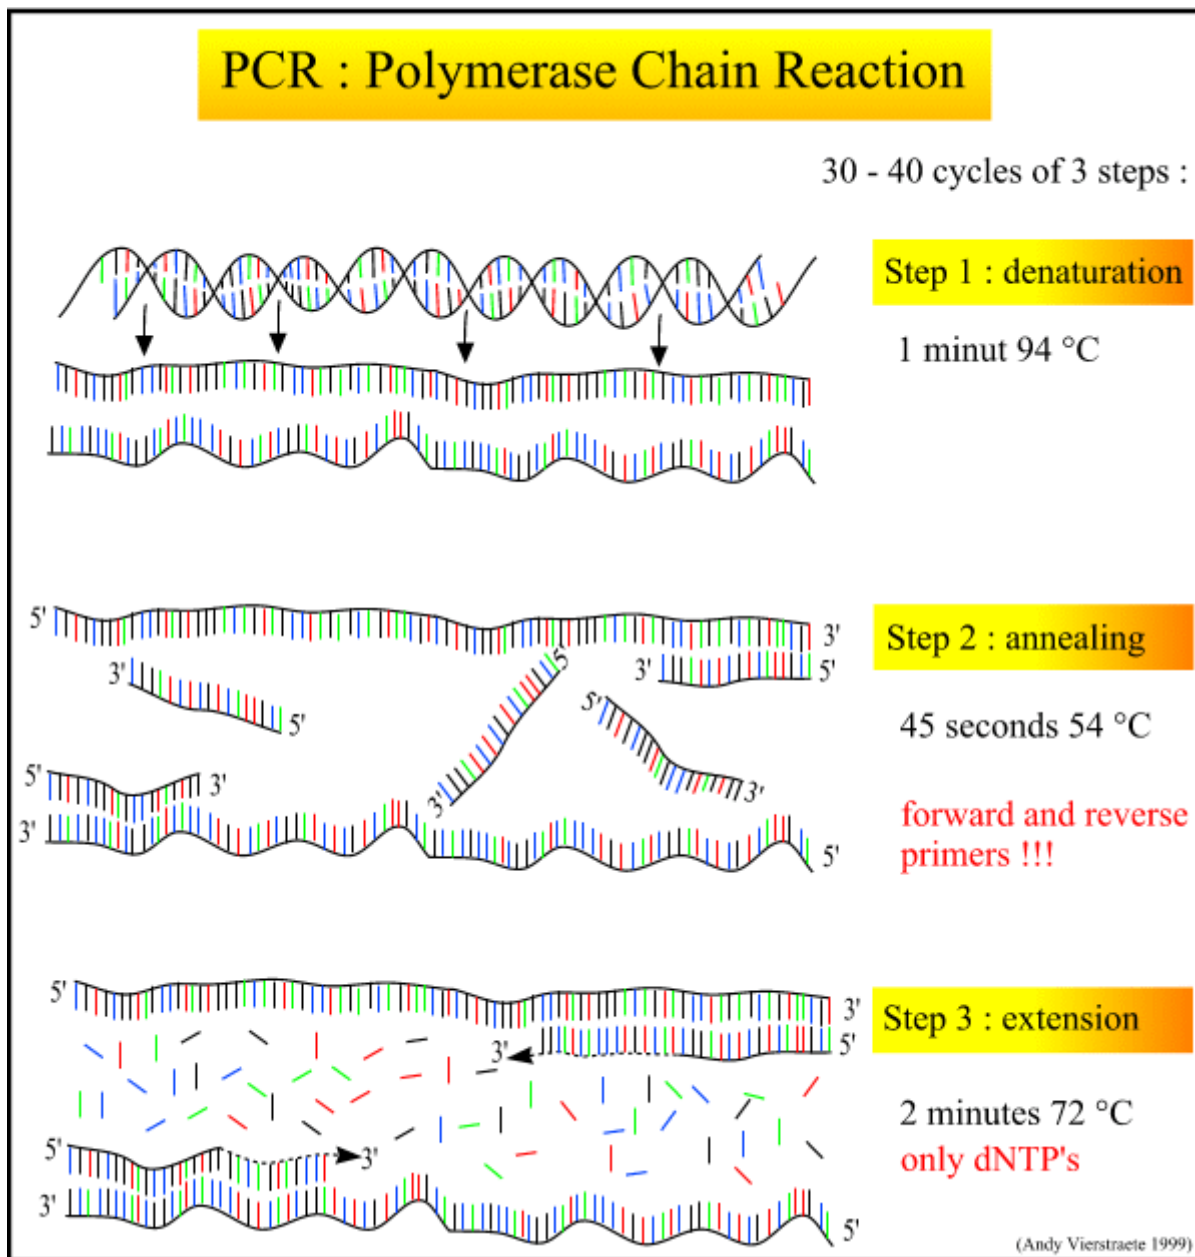 PCR : Polymerase Chain Reaction
30 - 40 cycles of 3 steps :
Step 1 : denaturation
1 minut 94 °C
5'
3'
Step 2 : annealing
3'
5'
3'
5'
5'
45 seconds 54 °C
5'
3'
3'
3'
3'
5'
forward and reverse
primers !!!
5'
3'
Step 3 : extension
3'
5'
2 minutes 72 °C
5'
3'
only dNTP's
3'
5'
(Andy Vierstraete 1999)